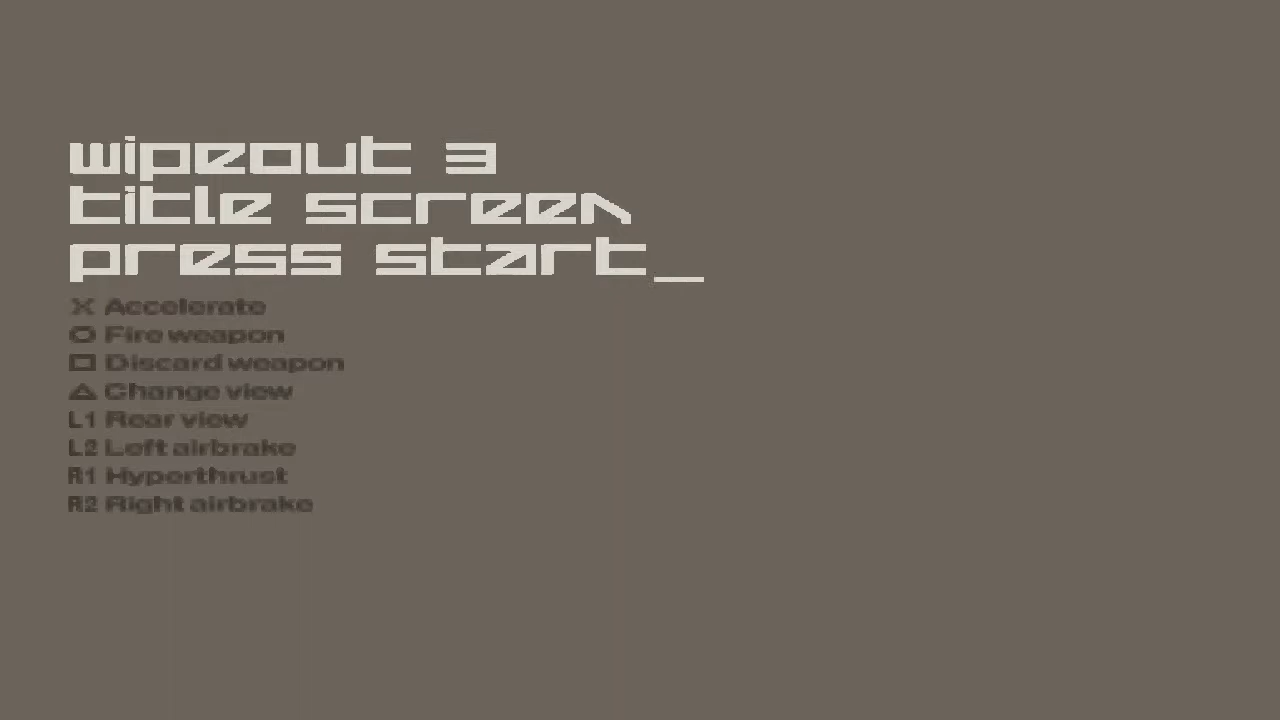 wipeout 3
title screen
press start_
X Accelerate
O Fire weapon
□ Discard weapon
△ Change view
L1 Rear view
L2 Left airbrake
R1 Hyperthrust
R2 Right airbrake